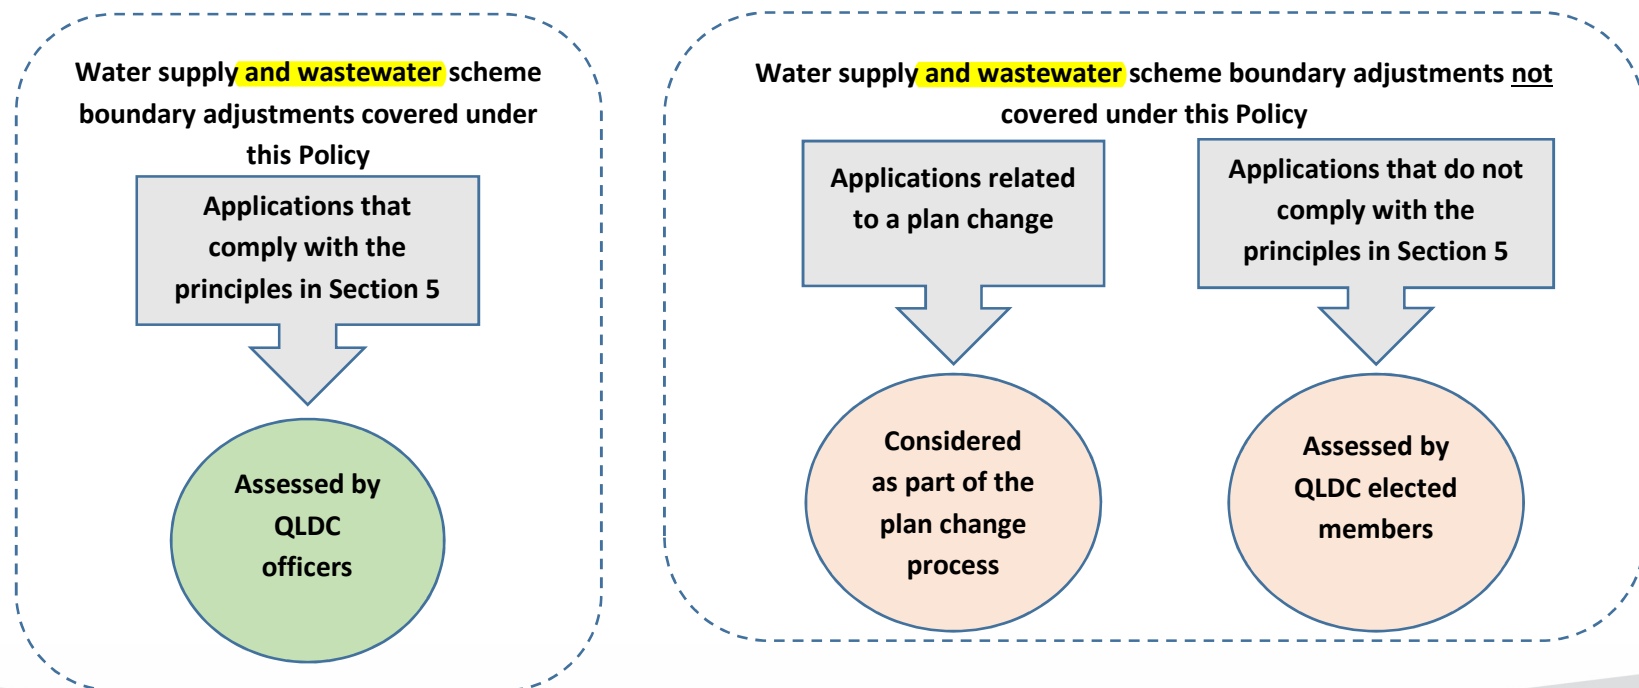 Water supply and wastewater scheme
boundary adjustments covered under
this Policy
Applications that
comply with the
principles in Section 5
Assessed by
QLDC
officers
Water supply and wastewater scheme boundary adjustments not
covered under this Policy
Applications related
to a plan change
Considered
as part of the
plan change
process
Applications that do not
comply with the
principles in Section 5
Assessed by
QLDC elected
members